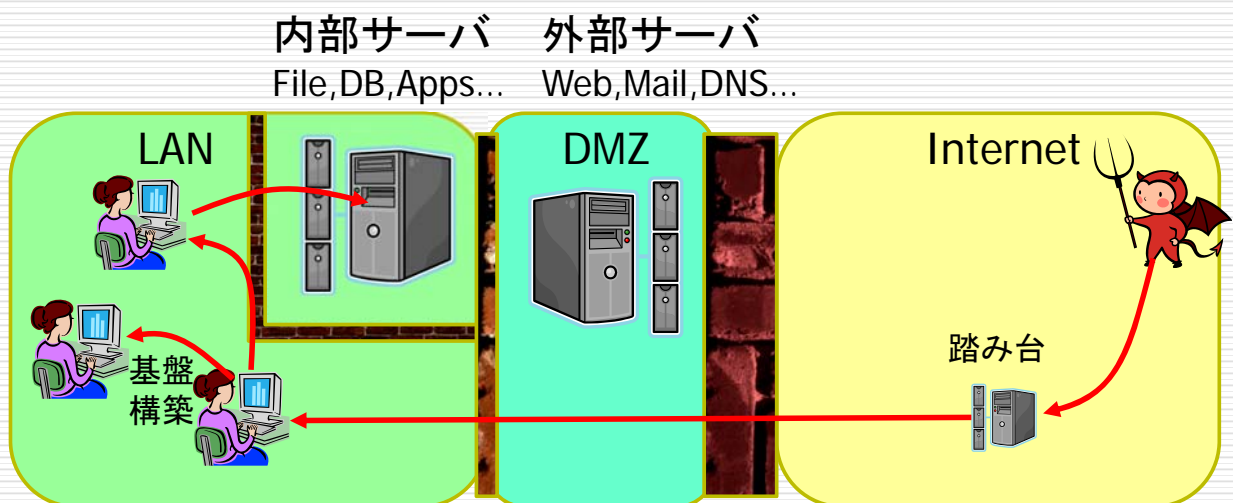 内部サーバ
File,DB,Apps…
外部サーバ
Web,Mail,DNS…
LAN
DMZ
Internet
踏み台
基盤
構築